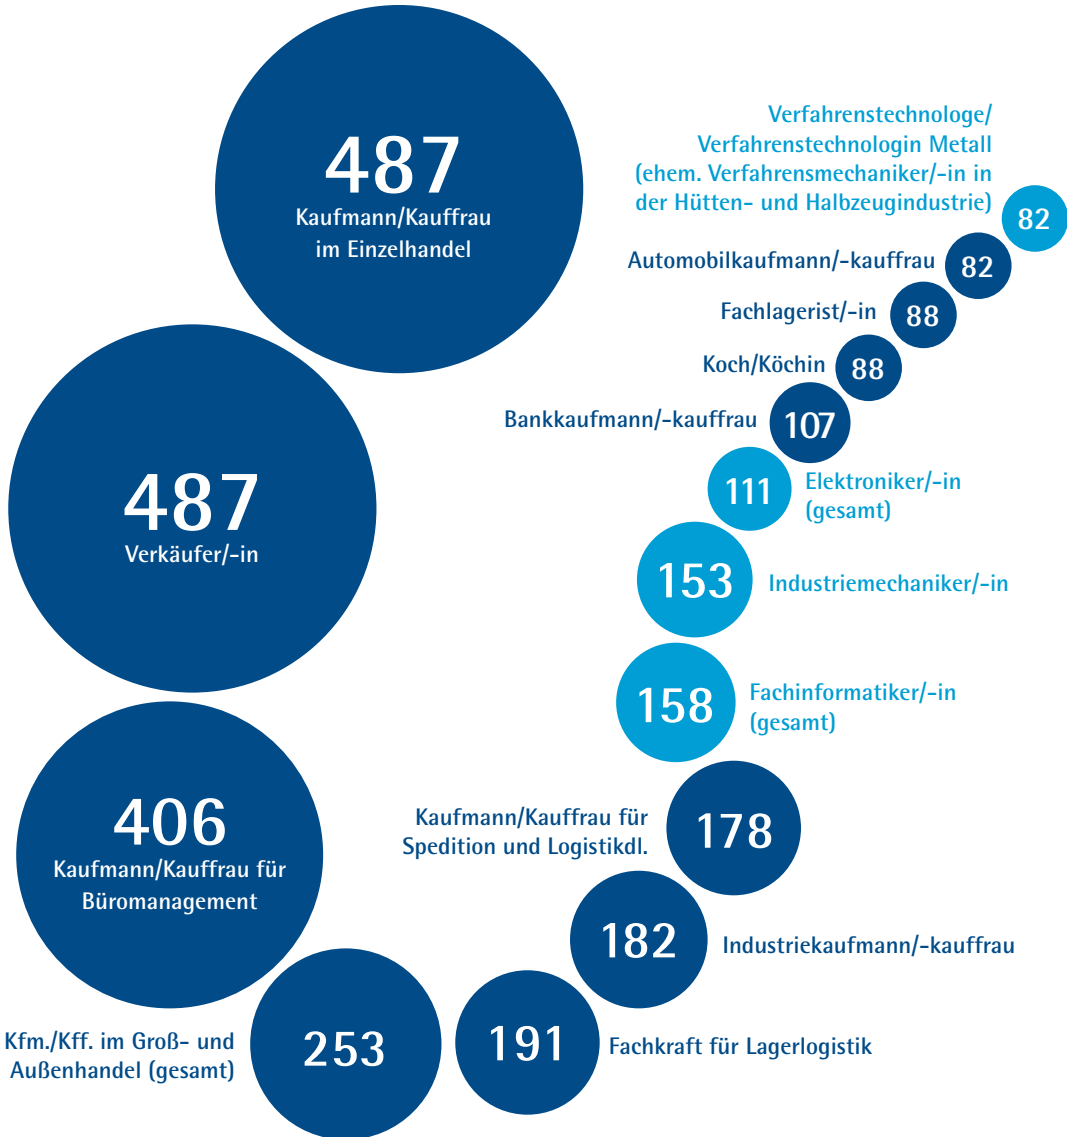 487
Kaufmann/Kauffrau
im Einzelhandel
487
Verkäufer/-in
406
Kaufmann/Kauffrau für
Büromanagement
Kfm./Kff. im Groß- und
Außenhandel (gesamt)
253
191
Fachkraft für Lagerlogistik
182
Industriekaufmann/-kauffrau
Kaufmann/Kauffrau für
Spedition und Logistikdl.
178
158
Fachinformatiker/-in
(gesamt)
153
Industriemechaniker/-in
111
Elektroniker/-in
(gesamt)
Bankkaufmann/-kauffrau
107
Koch/Köchin
88
Fachlagerist/-in
88
Automobilkaufmann/-kauffrau
82
Verfahrenstechnologe/
Verfahrenstechnologin Metall
(ehem. Verfahrensmechaniker/-in in
der Hütten- und Halbzeugindustrie)
82